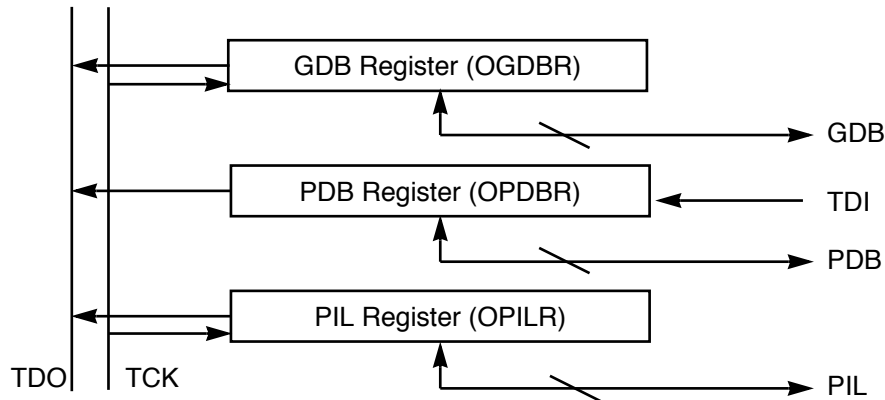 GDB Register (OGDBR)
GDB
PDB Register (OPDBR)
TDI
PDB
PIL Register (OPILR)
TDO
TCK
PIL